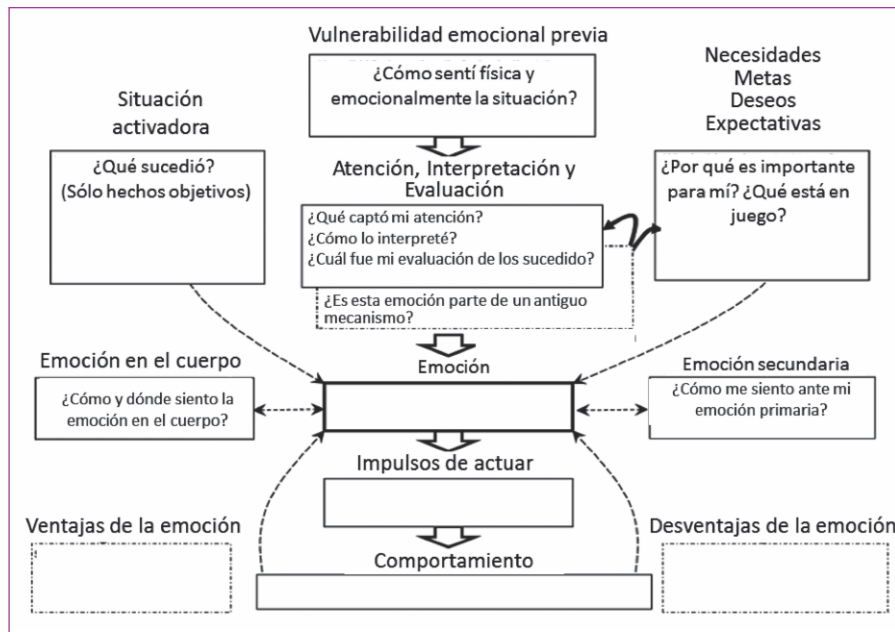 Vulnerabilidad emocional previa
¿Cómo sentí física y
emocionalmente la situación?
Necesidades
Metas
Deseos
Expectativas
Situación
activadora
¿Qué sucedió?
(Sólo hechos objetivos)
Atención, Interpretación y
Evaluación
¿Qué captó mi atención?
¿Cómo lo interpreté?
¿Cuál fue mi evaluación de los sucedido?
¿Por qué es importante
para mí? ¿Qué está en
juego?
¿Es esta emoción parte de un antiguo
mecanismo?
Emoción en el cuerpo
¿Cómo y dónde siento la
emoción en el cuerpo?
Emoción
Emoción secundaria
¿Cómo me siento ante mi
emoción primaria?
Impulsos de actuar
Ventajas de la emoción
Desventajas de la emoción
Comportamiento